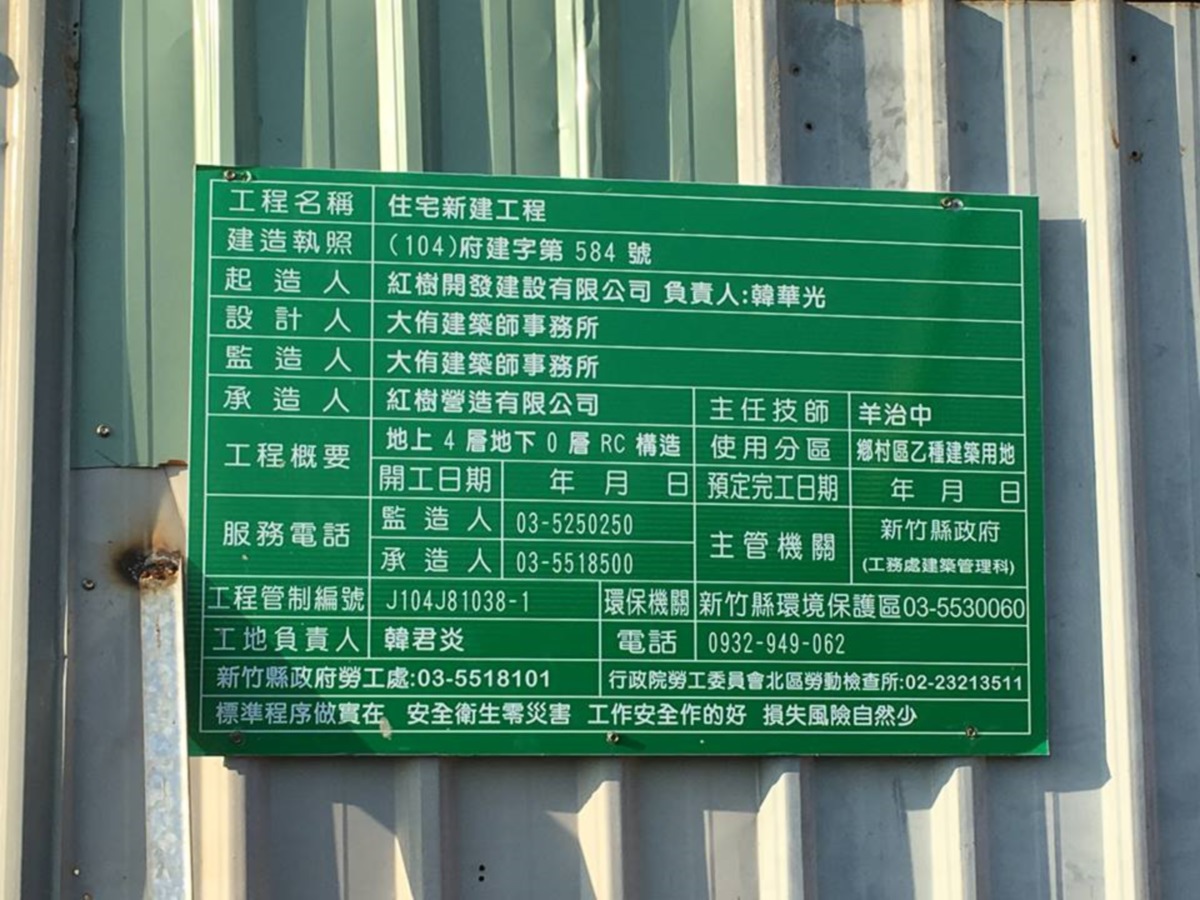 工程名稱 住宅新建工程
建造執照 (104)府建字第 584 號
起造人 紅樹開發建設有限公司 負責人:韓華光
設計人 大侑建築師事務所
監造人 大侑建築師事務所
承造人 紅樹營造有限公司 主任技師 羊治中
工程概要 地上 4 層地下 0 層 RC 構造 使用分區 鄉村區乙種建築用地
開工日期 年 月 日 預定完工日期 年 月 日
服務電話 監造人 03-5250250 主管機關 新竹縣政府
承造人 03-5518500 (工務處建築管理科)
工程管制編號 J104J81038-1 環保機關 新竹縣環境保護區03-5530060
工地負責人 韓君炎 電話 0932-949-062
新竹縣政府勞工處:03-5518101 行政院勞工委員會北區勞動檢查所:02-23213511
標準程序做實在 安全衛生零災害 工作安全作的好 損失風險自然少